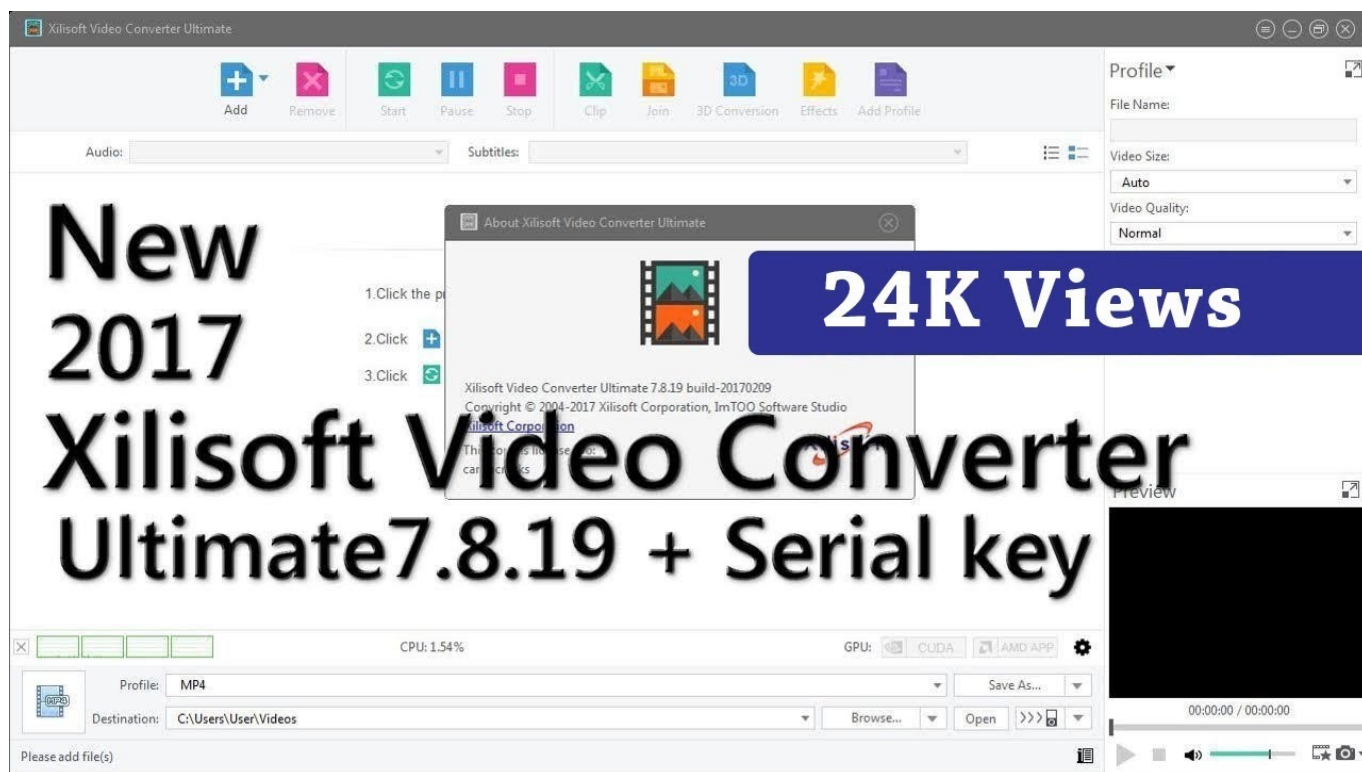 Xilisoft Video Converter Ultimate
Add
Remove
Start
Pause
Stop
Clip
Join
3D
3D Conversion
Effects
Add Profile
Audio:
Subtitles:
Profile
File Name:
Video Size:
Auto
Video Quality:
Normal
New
2017
Xilisoft Video Converter
Ultimate7.8.19 + Serial key
24K Views
1.Click the
2.Click
3.Click
About Xilisoft Video Converter Ultimate
Xilisoft Video Converter Ultimate 7.8.19 build-20170209
Copyright © 2004-2017 Xilisoft Corporation, ImTOO Software Studio
Xilisoft Corporation
Preview
00:00:00 / 00:00:00
CPU: 1.54%
GPU:
CUDA
AMD APP
Profile:
MP4
Save As...
Destination:
C:\Users\User\Videos
Browse...
Open
Please add file(s)